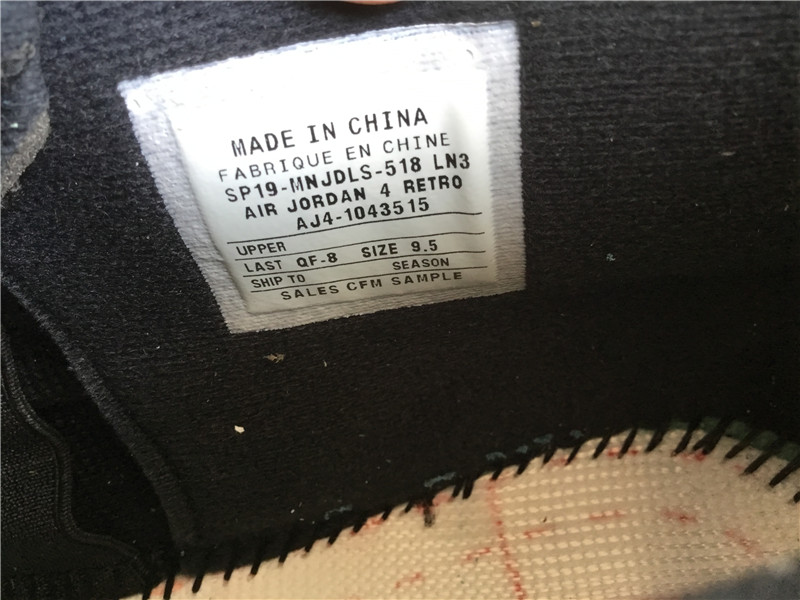 MADE IN CHINA
FABRIQUE EN CHINE
SP19-MNJDLS-518 LN3
AIR JORDAN 4 RETRO
AJ4-1043515
UPPER
LAST QF-8 SIZE 9.5
SHIP TO SEASON
SALES CFM SAMPLE